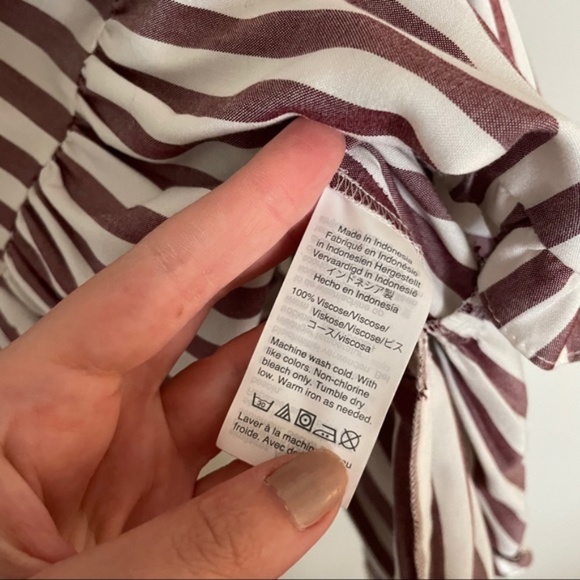 Made in Indonesia
Fabriqué en Indonésie
in Indonesien Hergestellt
Vervaardigd in Indonesië
インドネシア製
Hecho en Indonesia
100% Viscose/Viscose/
Viskose/Viscose/ビス
コース/viscosa
Machine wash cold. With
like colors. Non-chlorine
bleach only. Tumble dry
low. Warm iron as needed.
Laver à la machine
froide. Avec de